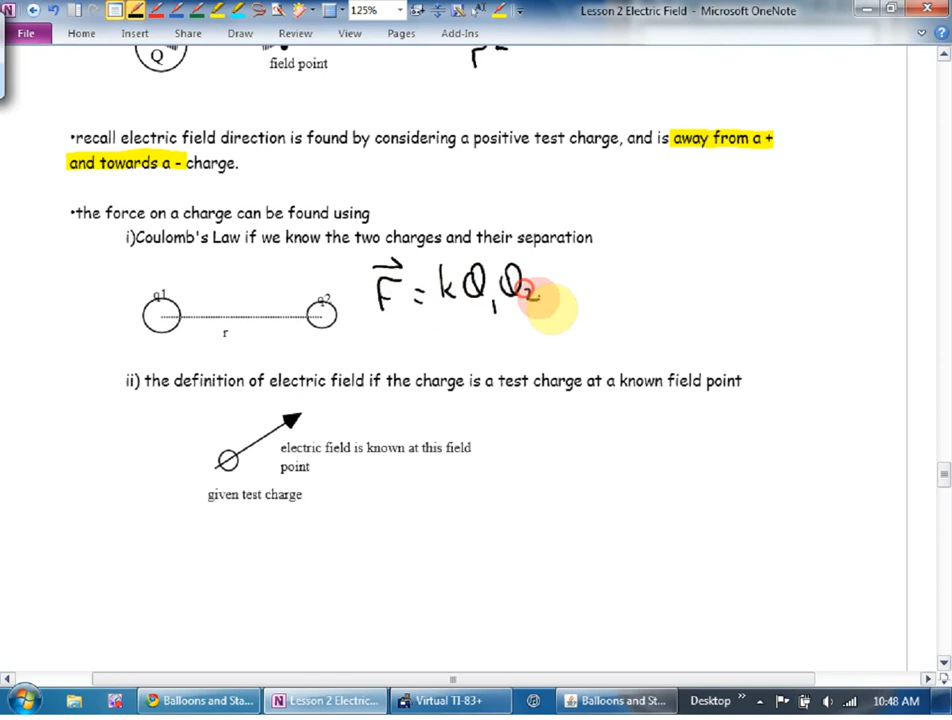 125%
Lesson 2 Electric Field - Microsoft OneNote
File Home Insert Share Draw Review View Pages Add-Ins
Q
field point
r
•recall electric field direction is found by considering a positive test charge, and is away from a +
and towards a - charge.
•the force on a charge can be found using
i)Coulomb's Law if we know the two charges and their separation
q1
q2
r
F = kQ1Q2
ii) the definition of electric field if the charge is a test charge at a known field point
electric field is known at this field
point
given test charge
Balloons and Sta... Lesson 2 Electric... Virtual TI-83+ Balloons and St... Desktop 10:48 AM